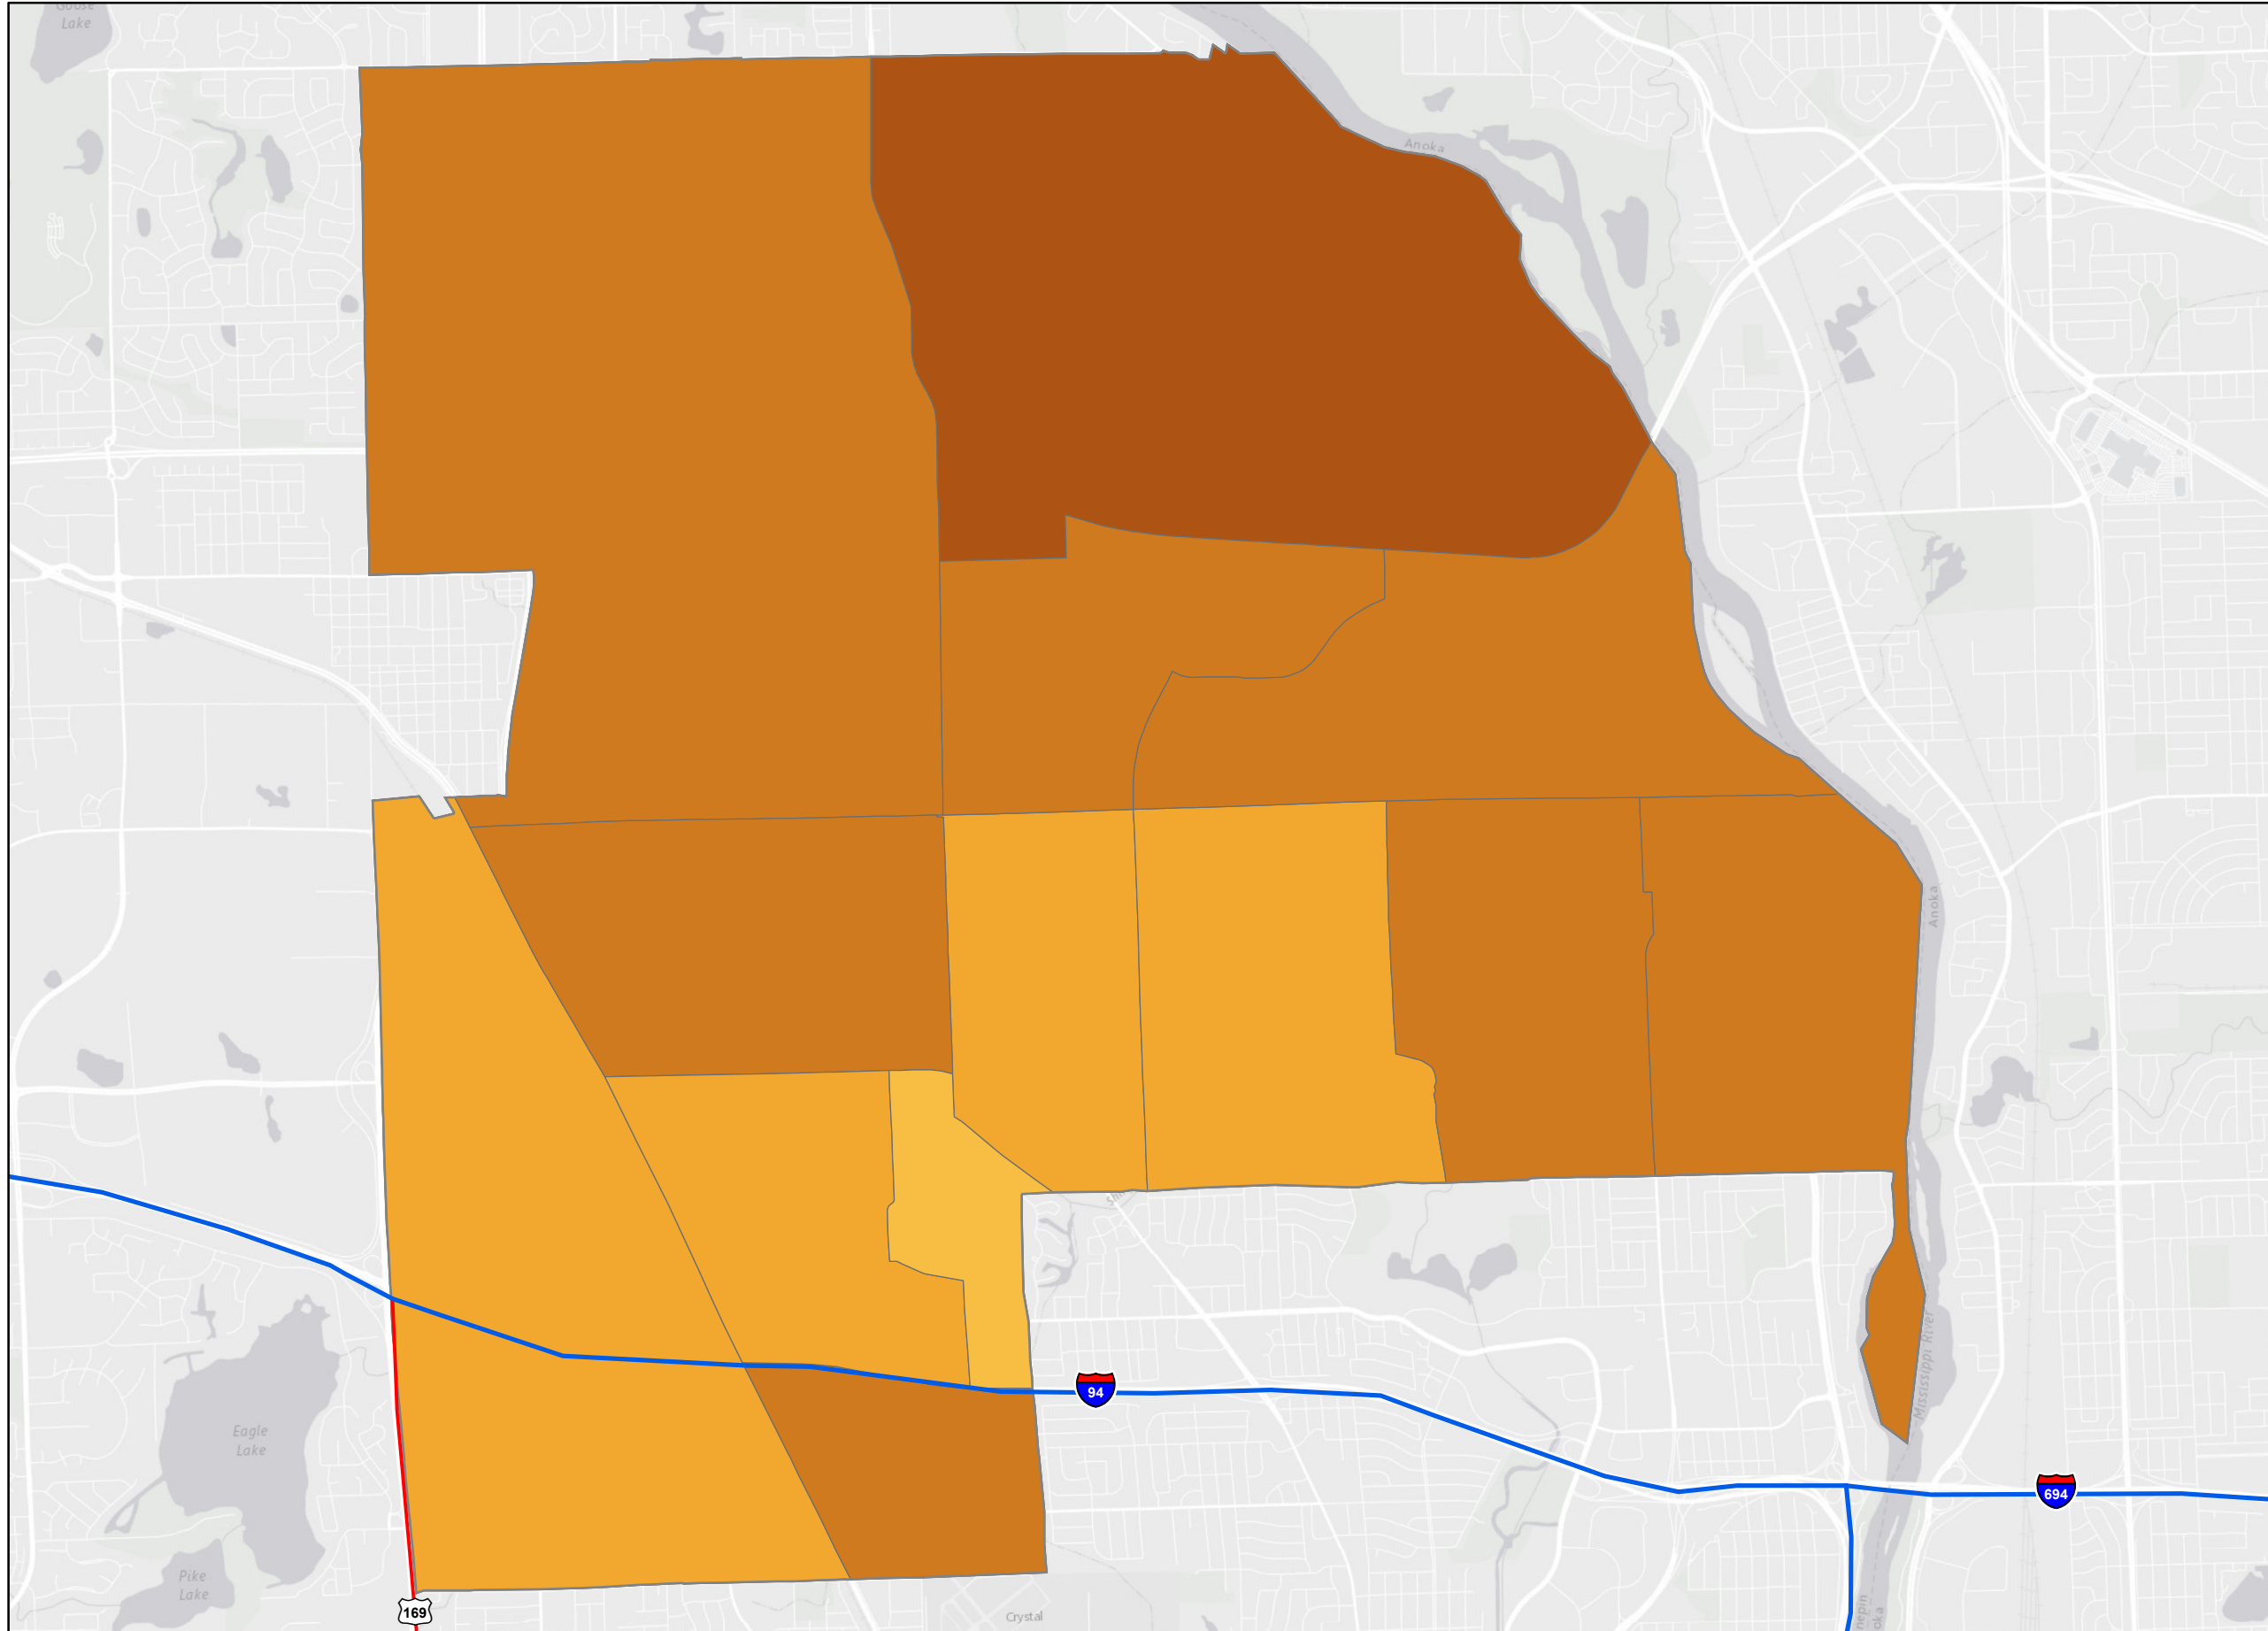 Goose
Lake
Anoka
Anoka
94
Mississippi River
Eagle
Lake
694
Pike
Lake
169
Crystal